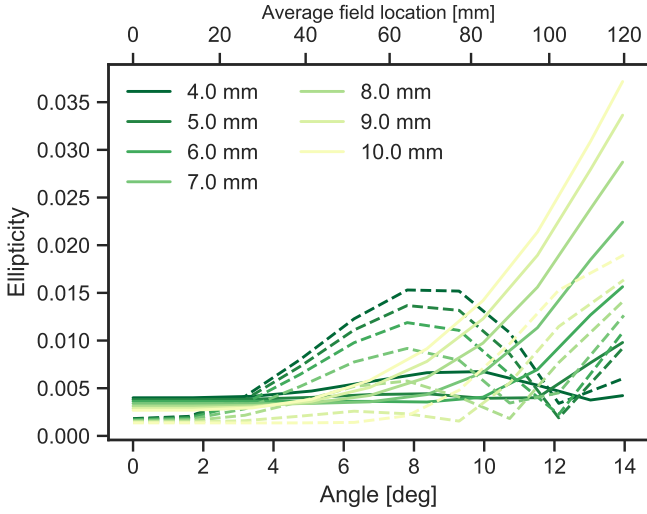 Average field location [mm]
0 20 40 60 80 100 120
Ellipticity
0.035
0.030
0.025
0.020
0.015
0.010
0.005
0.000
4.0 mm
5.0 mm
6.0 mm
7.0 mm
8.0 mm
9.0 mm
10.0 mm
0 2 4 6 8 10 12 14
Angle [deg]